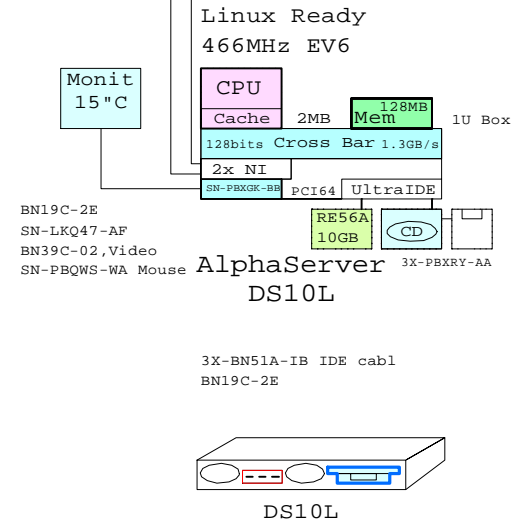 Linux Ready
466MHz EV6
Monit
15"C
CPU
Cache
2MB
128MB
Mem
1U Box
128bits Cross Bar 1.3GB/s
2x NI
SN-PBXGK-BB
PCI64
UltraIDE
BN19C-2E
SN-LKQ47-AF
BN39C-02,Video
SN-PBQWS-WA Mouse
RE56A
10GB
CD
3X-PBXRY-AA
AlphaServer
DS10L
3X-BN51A-IB IDE cabl
BN19C-2E
DS10L